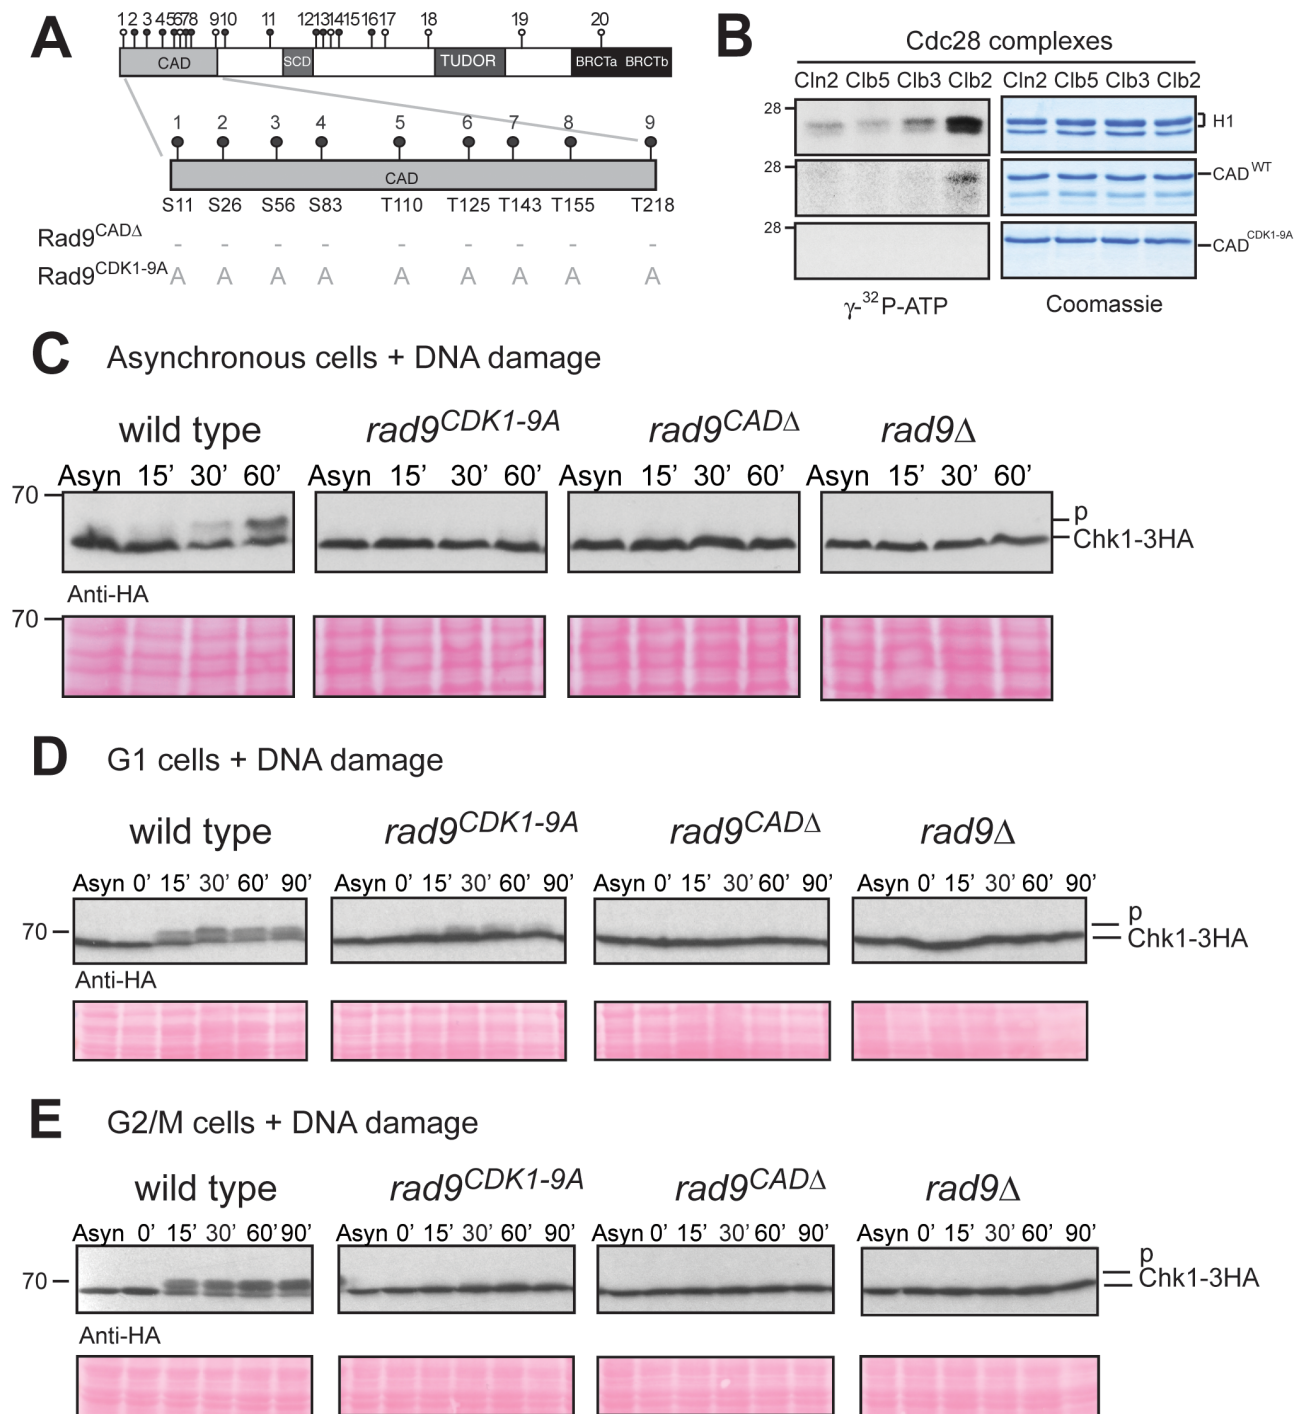 A
1 2 3 4 5 6 7 8 9 10 11 12 13 14 15 16 17 18 19 20
CAD SCD TUDOR BRCTa BRCTb
1 2 3 4 5 6 7 8 9
CAD
S11 S26 S56 S83 T110 T125 T143 T155 T218
Rad9CADΔ - - - - - - - - -
Rad9CDK1-9A A A A A A A A A A
B
Cdc28 complexes
Cln2 Clb5 Clb3 Clb2 Cln2 Clb5 Clb3 Clb2
28 H1
28 CADWT
28 CADCDK1-9A
γ-32P-ATP Coomassie
C Asynchronous cells + DNA damage
wild type rad9CDK1-9A rad9CADΔ rad9Δ
Asyn 15’ 30’ 60’ Asyn 15’ 30’ 60’ Asyn 15’ 30’ 60’ Asyn 15’ 30’ 60’
70 p
Chk1-3HA
Anti-HA
70
D G1 cells + DNA damage
wild type rad9CDK1-9A rad9CADΔ rad9Δ
Asyn 0’ 15’ 30’ 60’ 90’ Asyn 0’ 15’ 30’ 60’ 90’ Asyn 0’ 15’ 30’ 60’ 90’ Asyn 0’ 15’ 30’ 60’ 90’
p
70 Chk1-3HA
Anti-HA
E G2/M cells + DNA damage
wild type rad9CDK1-9A rad9CADΔ rad9Δ
Asyn 0’ 15’ 30’ 60’ 90’ Asyn 0’ 15’ 30’ 60’ 90’ Asyn 0’ 15’ 30’ 60’ 90’ Asyn 0’ 15’ 30’ 60’ 90’
p
70 Chk1-3HA
Anti-HA